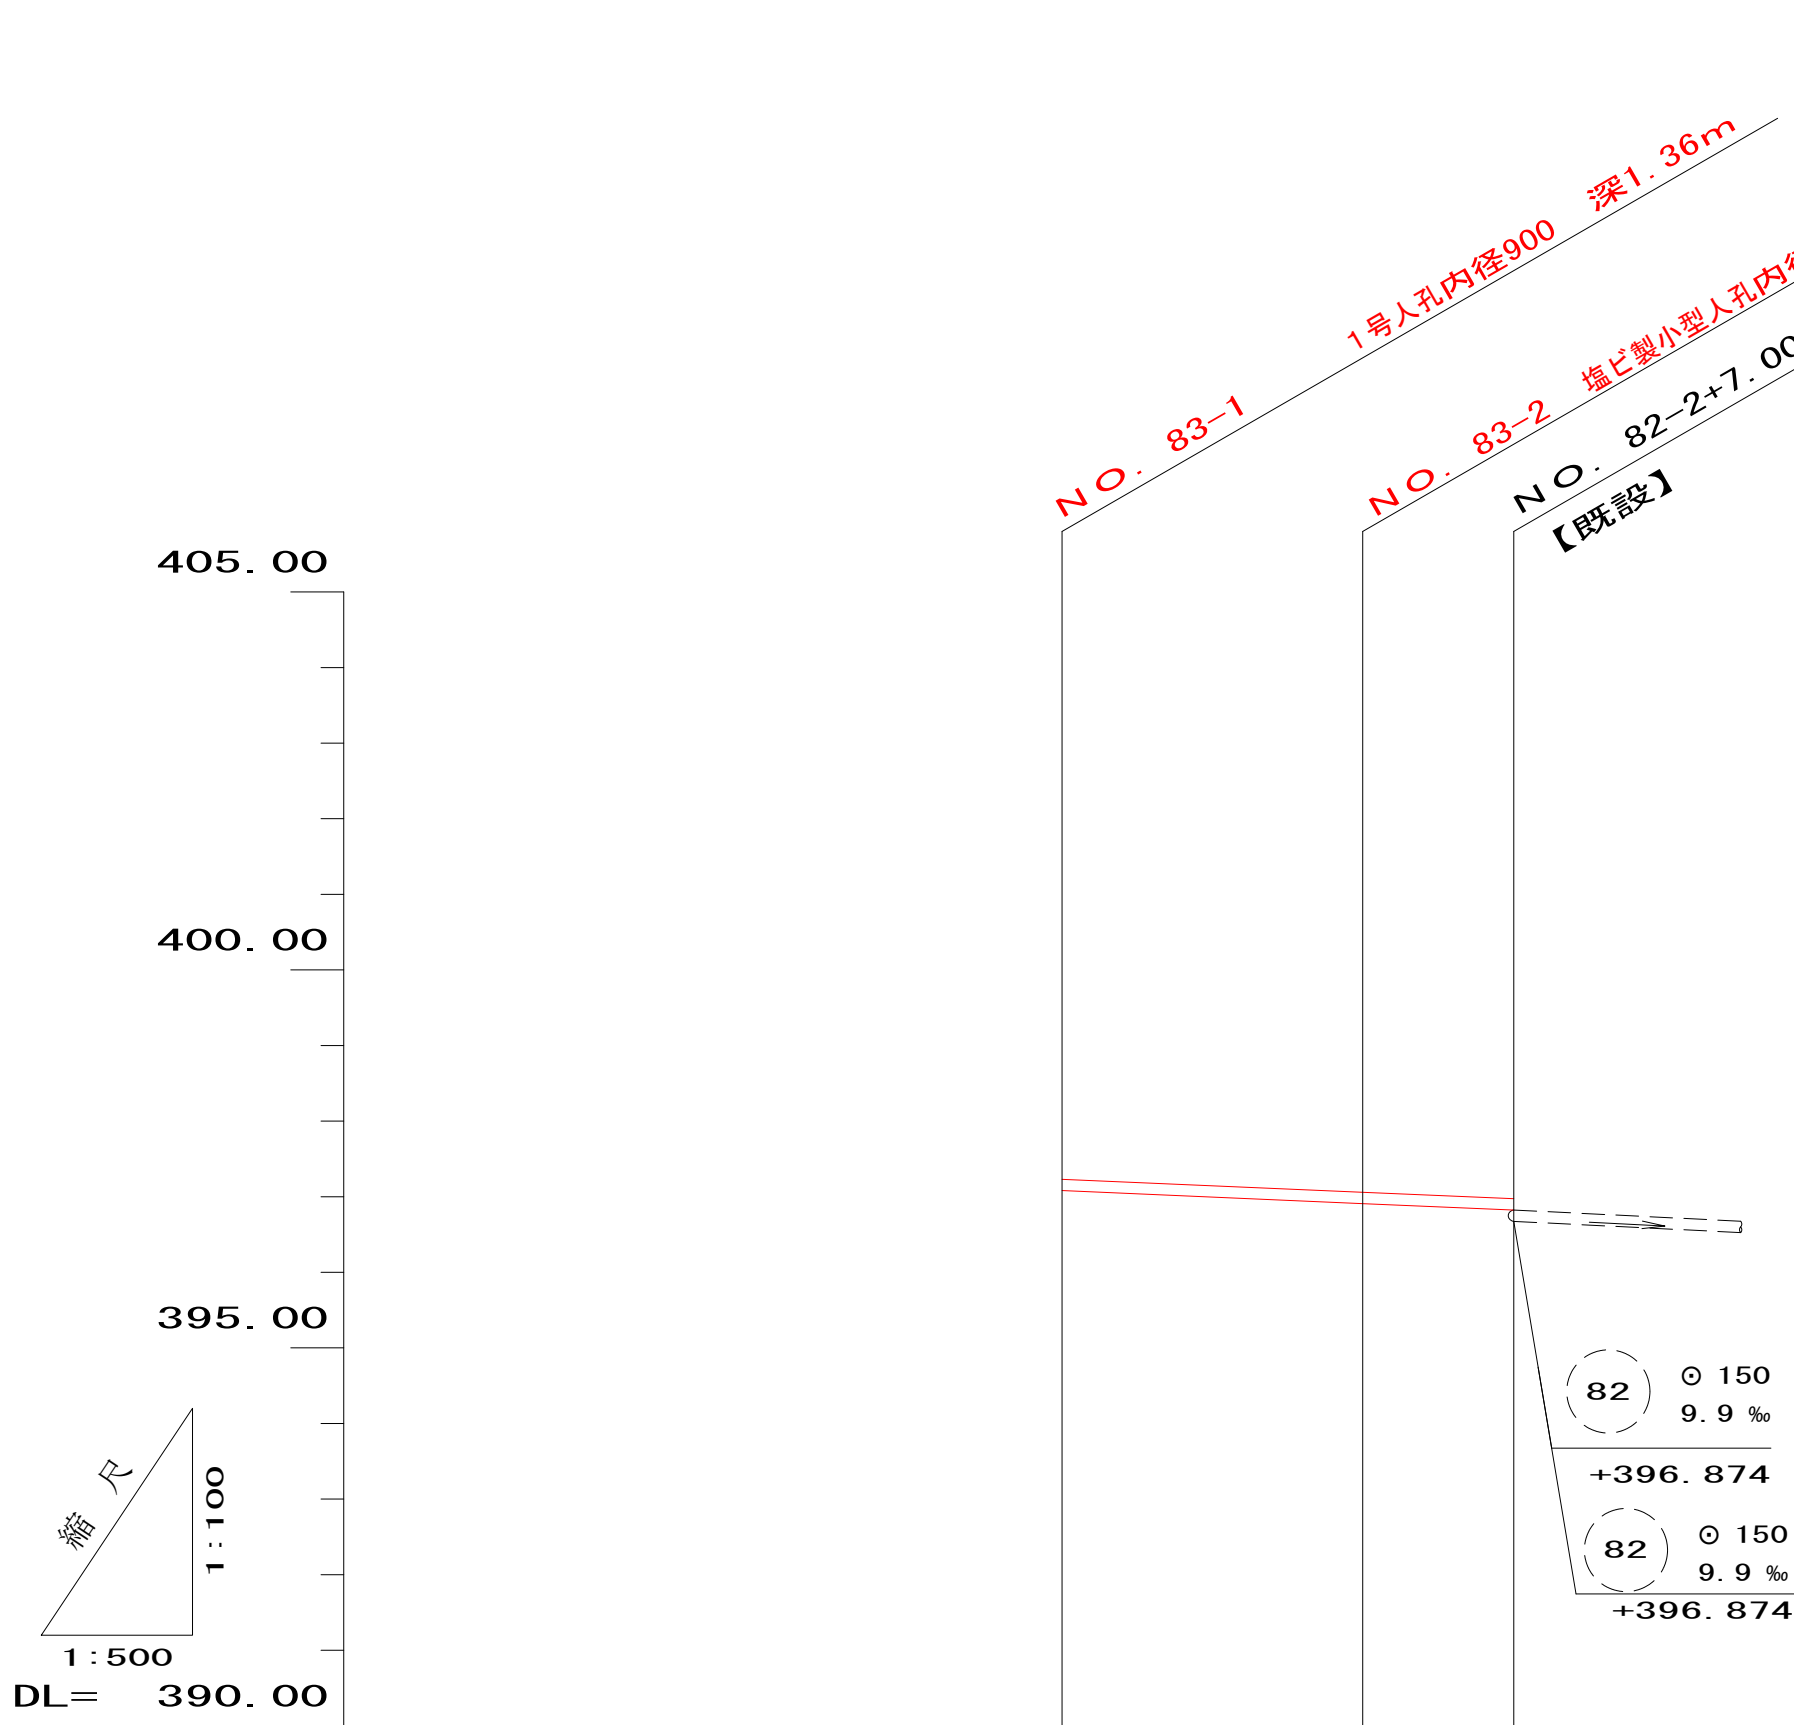 NO. 83-1 1号人孔内径900 深1.36m
NO. 83-2 塩ビ製小型人孔内
NO. 82-2+7.00
【既設】
405.00
400.00
395.00
82 ⊙ 150
9.9 ‰
+396.874
82 ⊙ 150
9.9 ‰
+396.874
縮尺
1:100
1:500
DL= 390.00